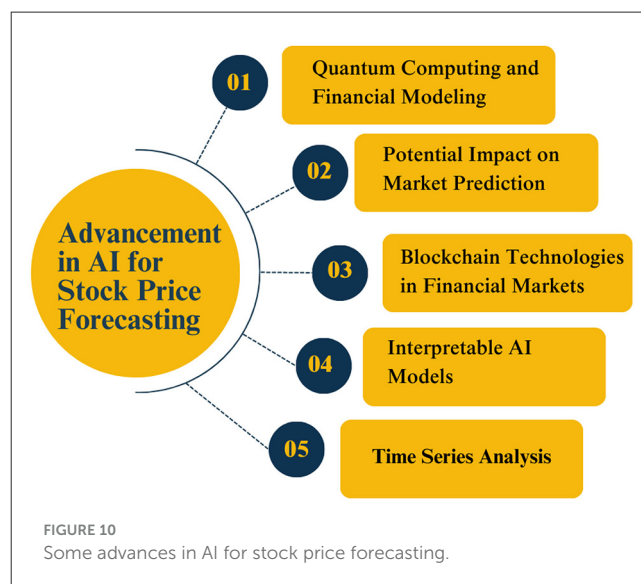 01
Quantum Computing and
Financial Modeling
02
Potential Impact on
Market Prediction
Advancement
in AI for
Stock Price
Forecasting
03
Blockchain Technologies
in Financial Markets
04
Interpretable AI
Models
05
Time Series Analysis
FIGURE 10
Some advances in AI for stock price forecasting.